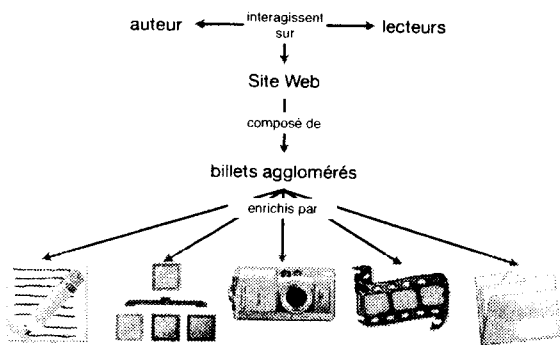 auteur interagissent sur lecteurs
Site Web
composé de
billets agglomérés
enrichis par